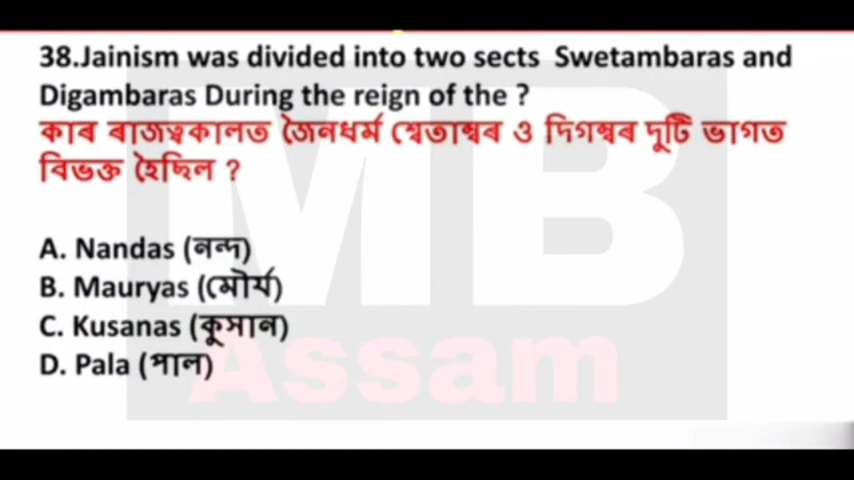 38.Jainism was divided into two sects Swetambaras and
Digambaras During the reign of the ?
কাৰ ৰাজত্বকালত জৈনধৰ্ম শ্বেতাম্বৰ ও দিগম্বৰ দুটি ভাগত
বিভক্ত হৈছিল ?
A. Nandas (নন্দ)
B. Mauryas (মৌৰ্য)
C. Kusanas (কুসান)
D. Pala (পাল)
MB
Assam